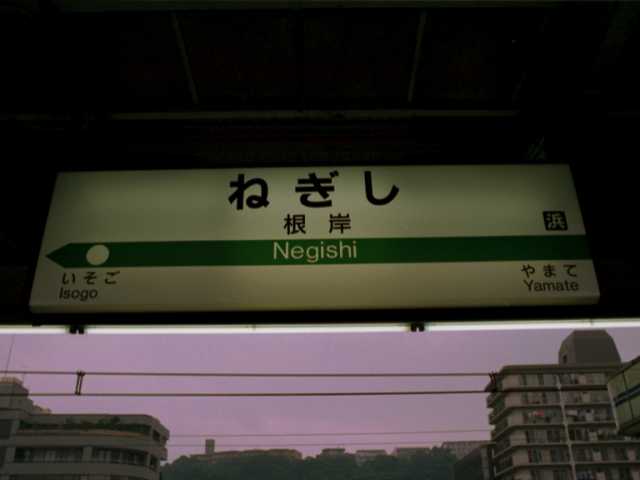 ねぎし
根岸
浜
Negishi
いそご
Isogo
やまて
Yamate